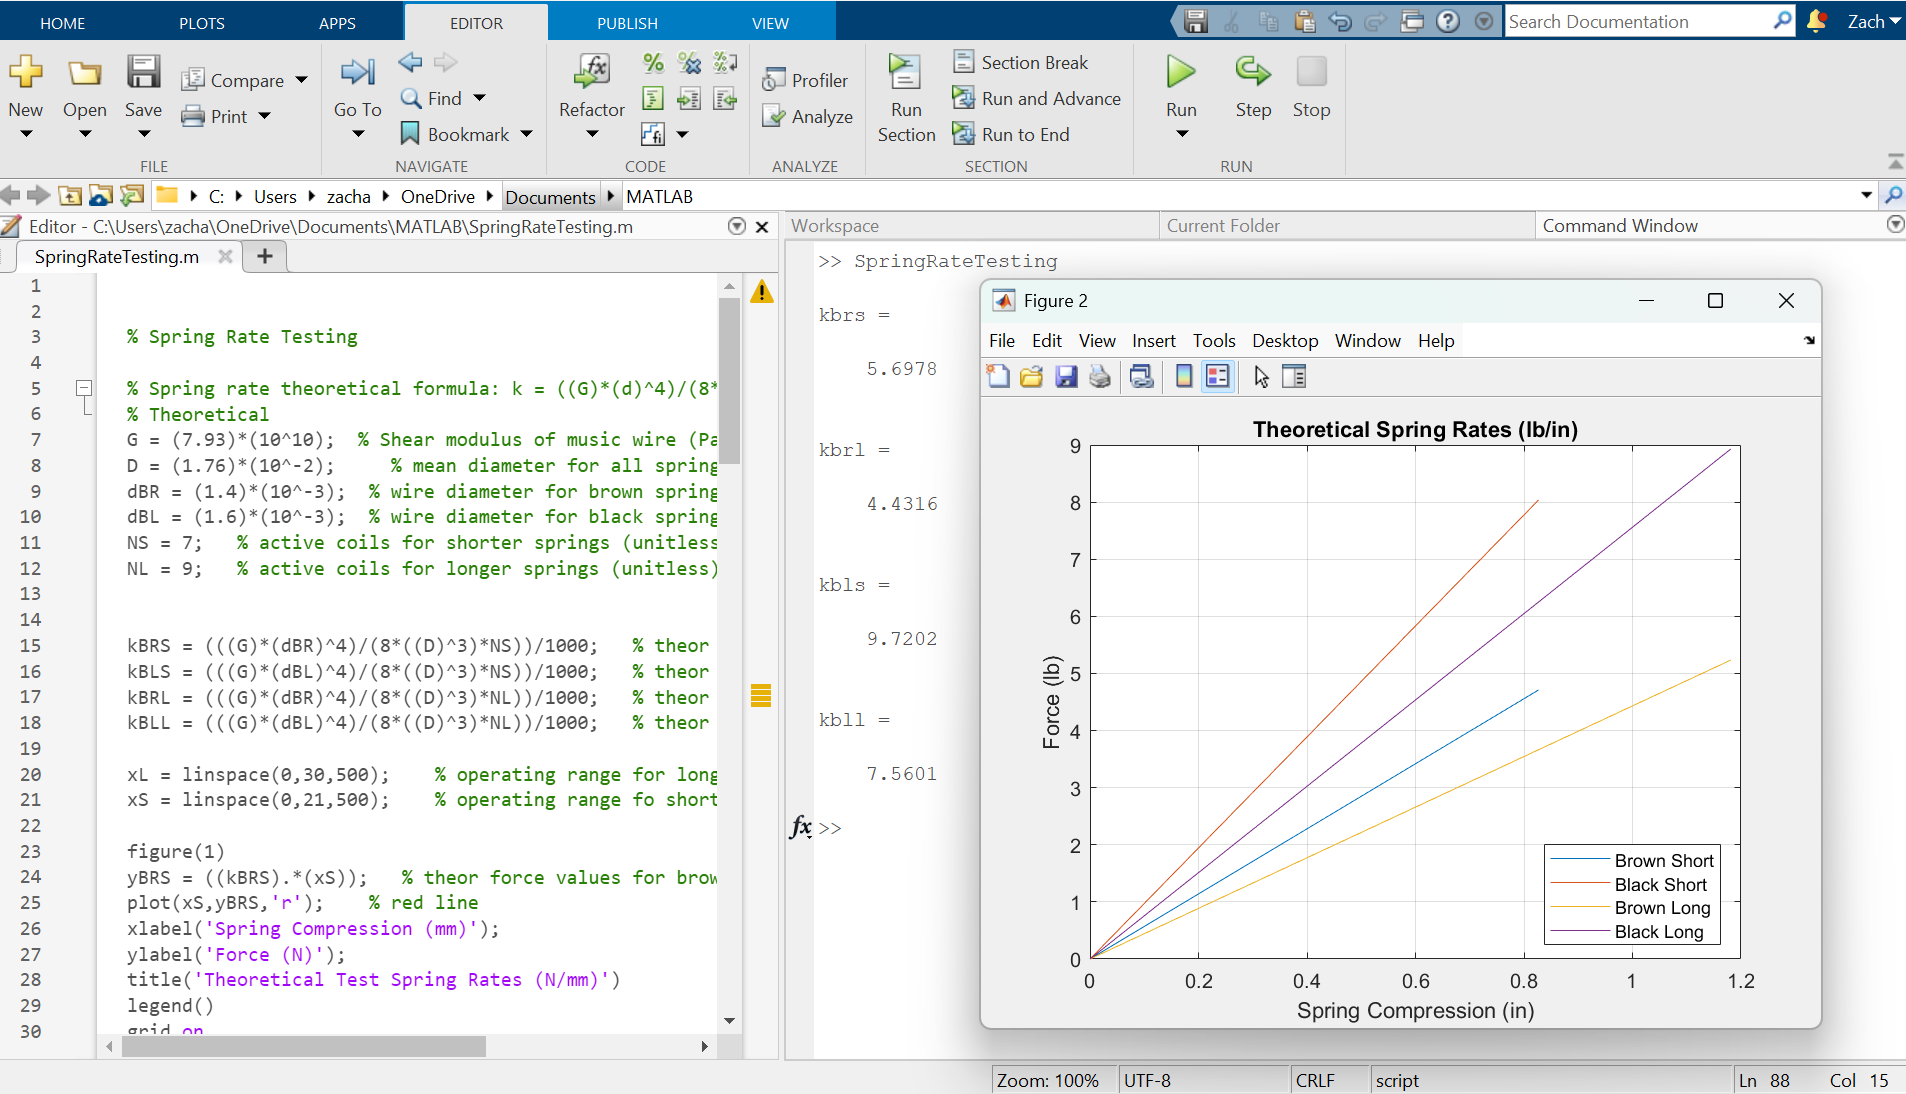 HOME PLOTS APPS EDITOR PUBLISH VIEW Search Documentation Zach
New Open Save Compare Print Go To Find Bookmark Refactor Profiler Analyze Run Section Section Break Run and Advance Run to End Run Step Stop
FILE NAVIGATE CODE ANALYZE SECTION RUN
C: Users zacha OneDrive Documents MATLAB
Editor - C:\Users\zacha\OneDrive\Documents\MATLAB\SpringRateTesting.m
SpringRateTesting.m +
1
2
3 % Spring Rate Testing
4
5 % Spring rate theoretical formula: k = ((G)*(d)^4)/(8*
6 % Theoretical
7 G = (7.93)*(10^10); % Shear modulus of music wire (Pa
8 D = (1.76)*(10^-2); % mean diameter for all spring
9 dBR = (1.4)*(10^-3); % wire diameter for brown spring
10 dBL = (1.6)*(10^-3); % wire diameter for black spring
11 NS = 7; % active coils for shorter springs (unitless
12 NL = 9; % active coils for longer springs (unitless)
13
14
15 kBRS = (((G)*(dBR)^4)/(8*((D)^3)*NS))/1000; % theor
16 kBLS = (((G)*(dBL)^4)/(8*((D)^3)*NS))/1000; % theor
17 kBRL = (((G)*(dBR)^4)/(8*((D)^3)*NL))/1000; % theor
18 kBLL = (((G)*(dBL)^4)/(8*((D)^3)*NL))/1000; % theor
19
20 xL = linspace(0,30,500); % operating range for long
21 xS = linspace(0,21,500); % operating range fo short
22
23 figure(1)
24 yBRS = ((kBRS).*(xS)); % theor force values for brow
25 plot(xS,yBRS,'r'); % red line
26 xlabel('Spring Compression (mm)');
27 ylabel('Force (N)');
28 title('Theoretical Test Spring Rates (N/mm)')
29 legend()
30 grid on
Workspace Current Folder Command Window
>> SpringRateTesting
kbrs =
5.6978
kbrl =
4.4316
kbls =
9.7202
kbll =
7.5601
fx >>
Figure 2
File Edit View Insert Tools Desktop Window Help
Theoretical Spring Rates (lb/in)
9
8
7
6
5
4
3
2
1
0
Force (lb)
Brown Short
Black Short
Brown Long
Black Long
0 0.2 0.4 0.6 0.8 1 1.2
Spring Compression (in)
Zoom: 100% UTF-8 CRLF script Ln 88 Col 15